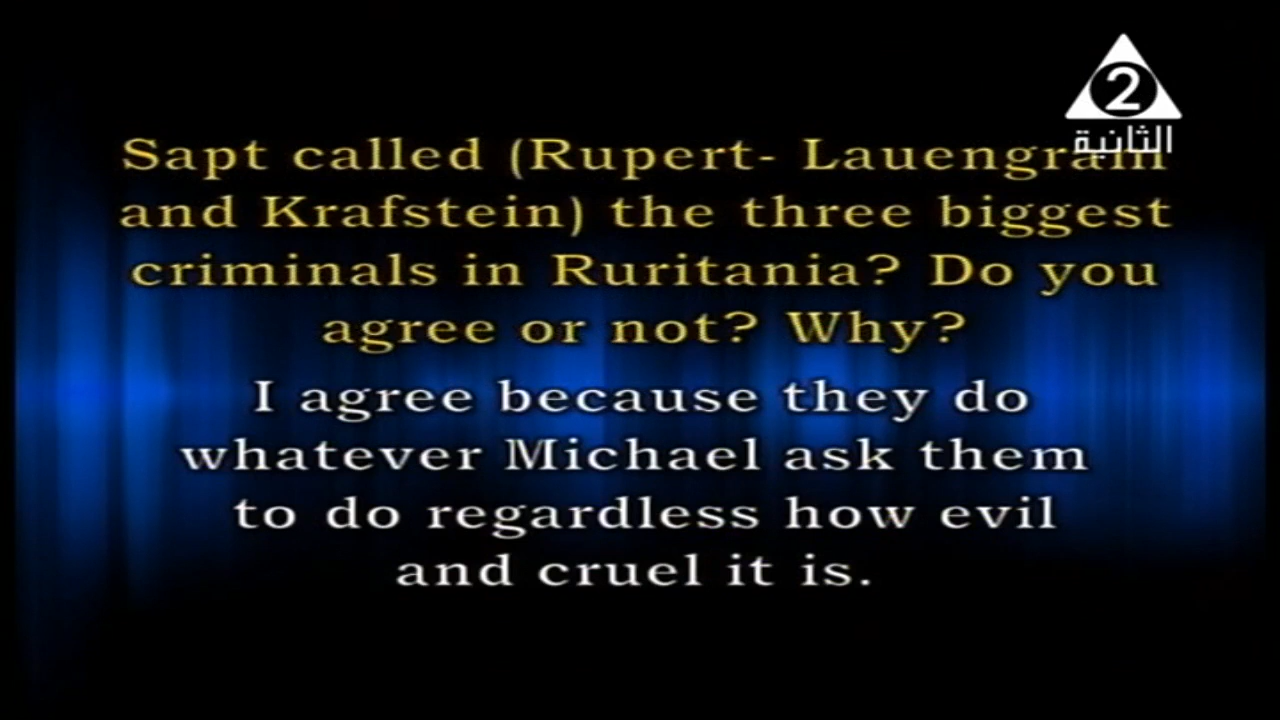 2
الثانية
Sapt called (Rupert- Lauengram
and Krafstein) the three biggest
criminals in Ruritania? Do you
agree or not? Why?
I agree because they do
whatever Michael ask them
to do regardless how evil
and cruel it is.